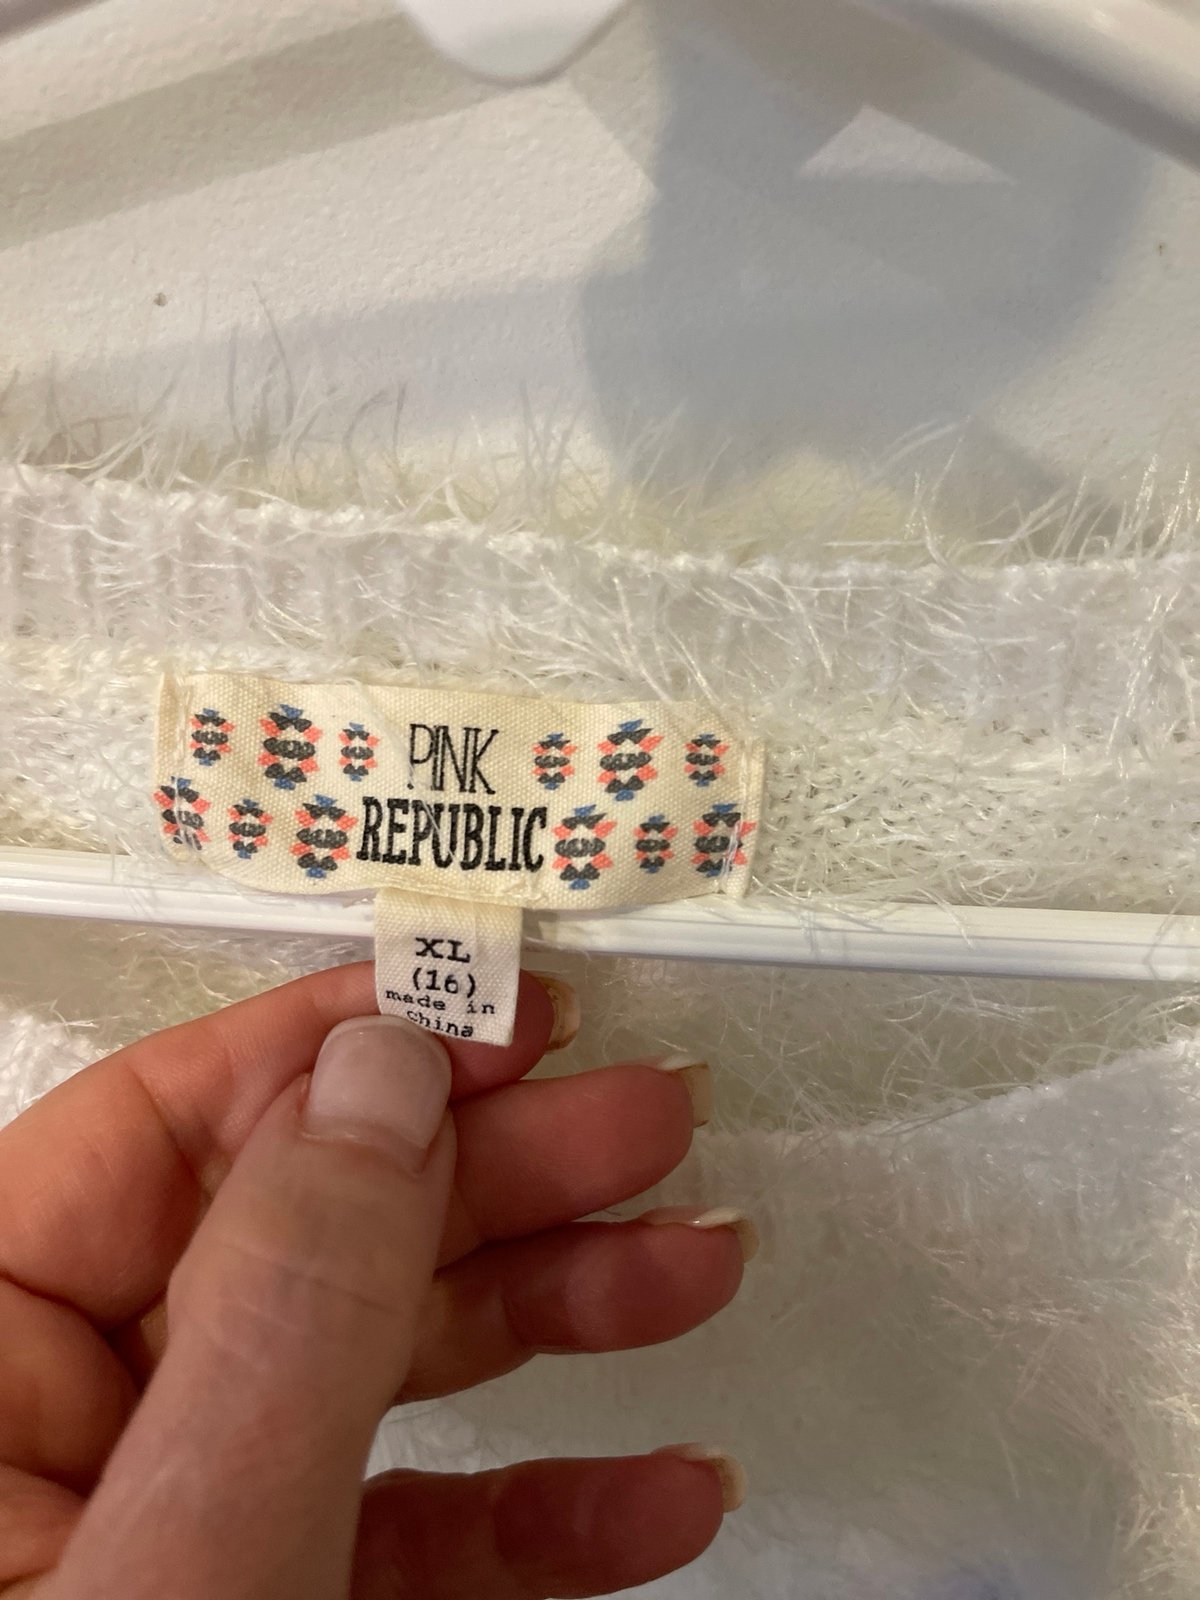 PINK
REPUBLIC
XL
(16)
made in
china